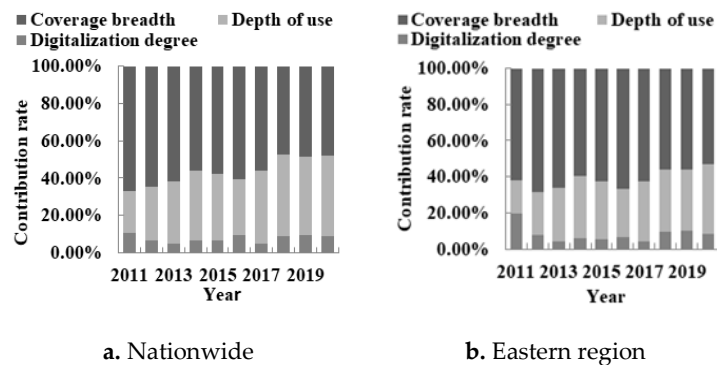 Coverage breadth Depth of use
Digitalization degree
100.00%
80.00%
60.00%
40.00%
20.00%
0.00%
Contribution rate
2011 2013 2015 2017 2019
Year
a. Nationwide
Coverage breadth Depth of use
Digitalization degree
100.00%
80.00%
60.00%
40.00%
20.00%
0.00%
Contribution rate
2011 2013 2015 2017 2019
Year
b. Eastern region